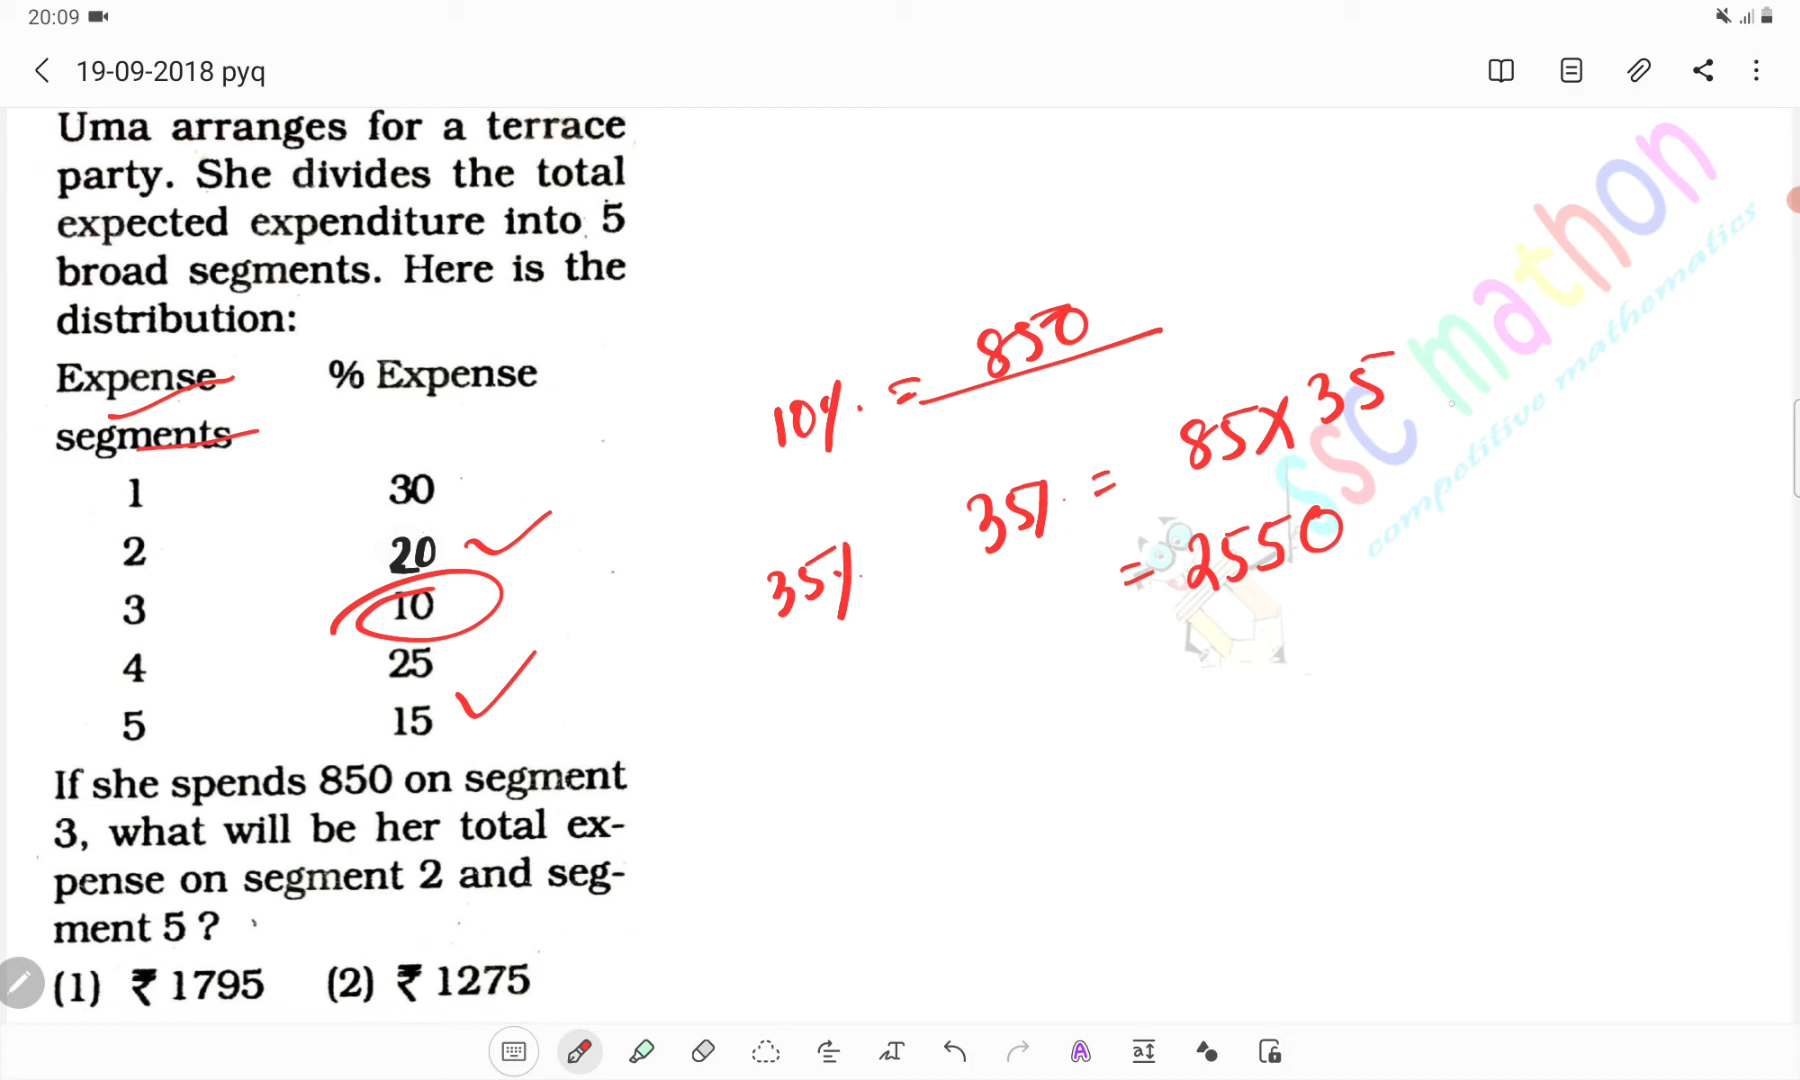 20:09
19-09-2018 pyq
Uma arranges for a terrace
party. She divides the total
expected expenditure into 5
broad segments. Here is the
distribution:
Expense % Expense
segments
1 30
2 20
3 10
4 25
5 15
If she spends 850 on segment
3, what will be her total ex-
pense on segment 2 and seg-
ment 5 ?
(1) ₹ 1795 (2) ₹ 1275
10% = 850
35%
35% = 85X35
= 2550
ssc mathon
competitive mathematics